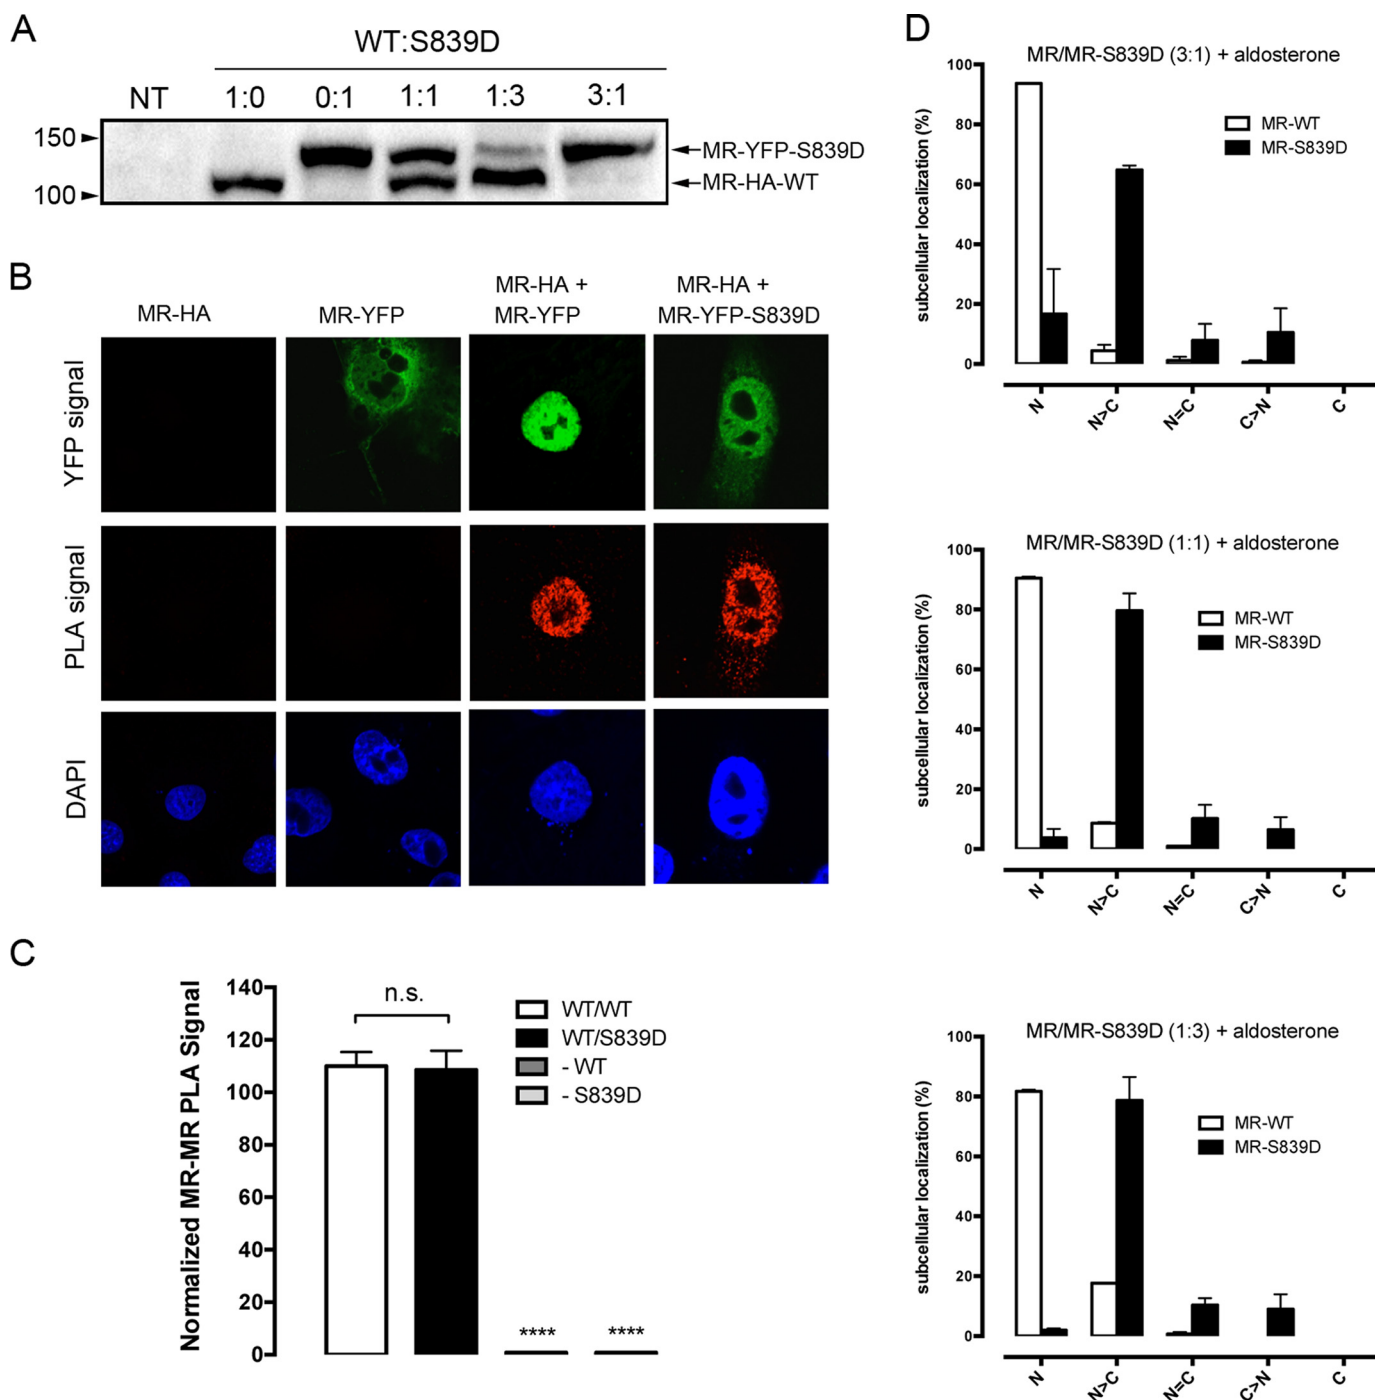 A
WT:S839D
NT 1:0 0:1 1:1 1:3 3:1
150
MR-YFP-S839D
MR-HA-WT
100
B
MR-HA
MR-YFP
MR-HA +
MR-YFP
MR-HA +
MR-YFP-S839D
YFP signal
PLA signal
DAPI
C
Normalized MR-MR PLA Signal
140
120
100
80
60
40
20
0
n.s.
WT/WT
WT/S839D
- WT
- S839D
**** ****
D
MR/MR-S839D (3:1) + aldosterone
subcellular localization (%)
100
80
60
40
20
0
MR-WT
MR-S839D
N N>C N=C C>N C
MR/MR-S839D (1:1) + aldosterone
subcellular localization (%)
100
80
60
40
20
0
MR-WT
MR-S839D
N N>C N=C C>N C
MR/MR-S839D (1:3) + aldosterone
subcellular localization (%)
100
80
60
40
20
0
MR-WT
MR-S839D
N N>C N=C C>N C